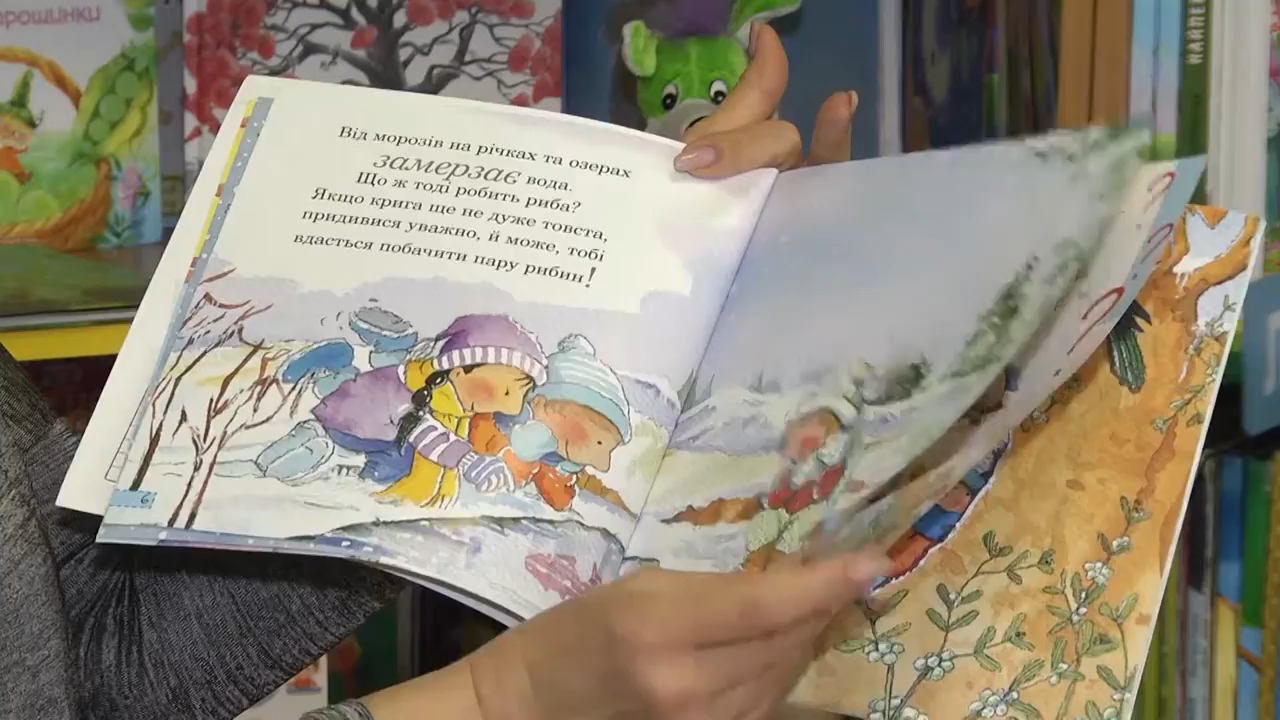 Від морозів на річках та озерах
замерзає вода.
Що ж тоді робить риба?
Якщо крига ще не дуже товста,
придивися уважно, й може, тобі
вдасться побачити пару рибин!
6